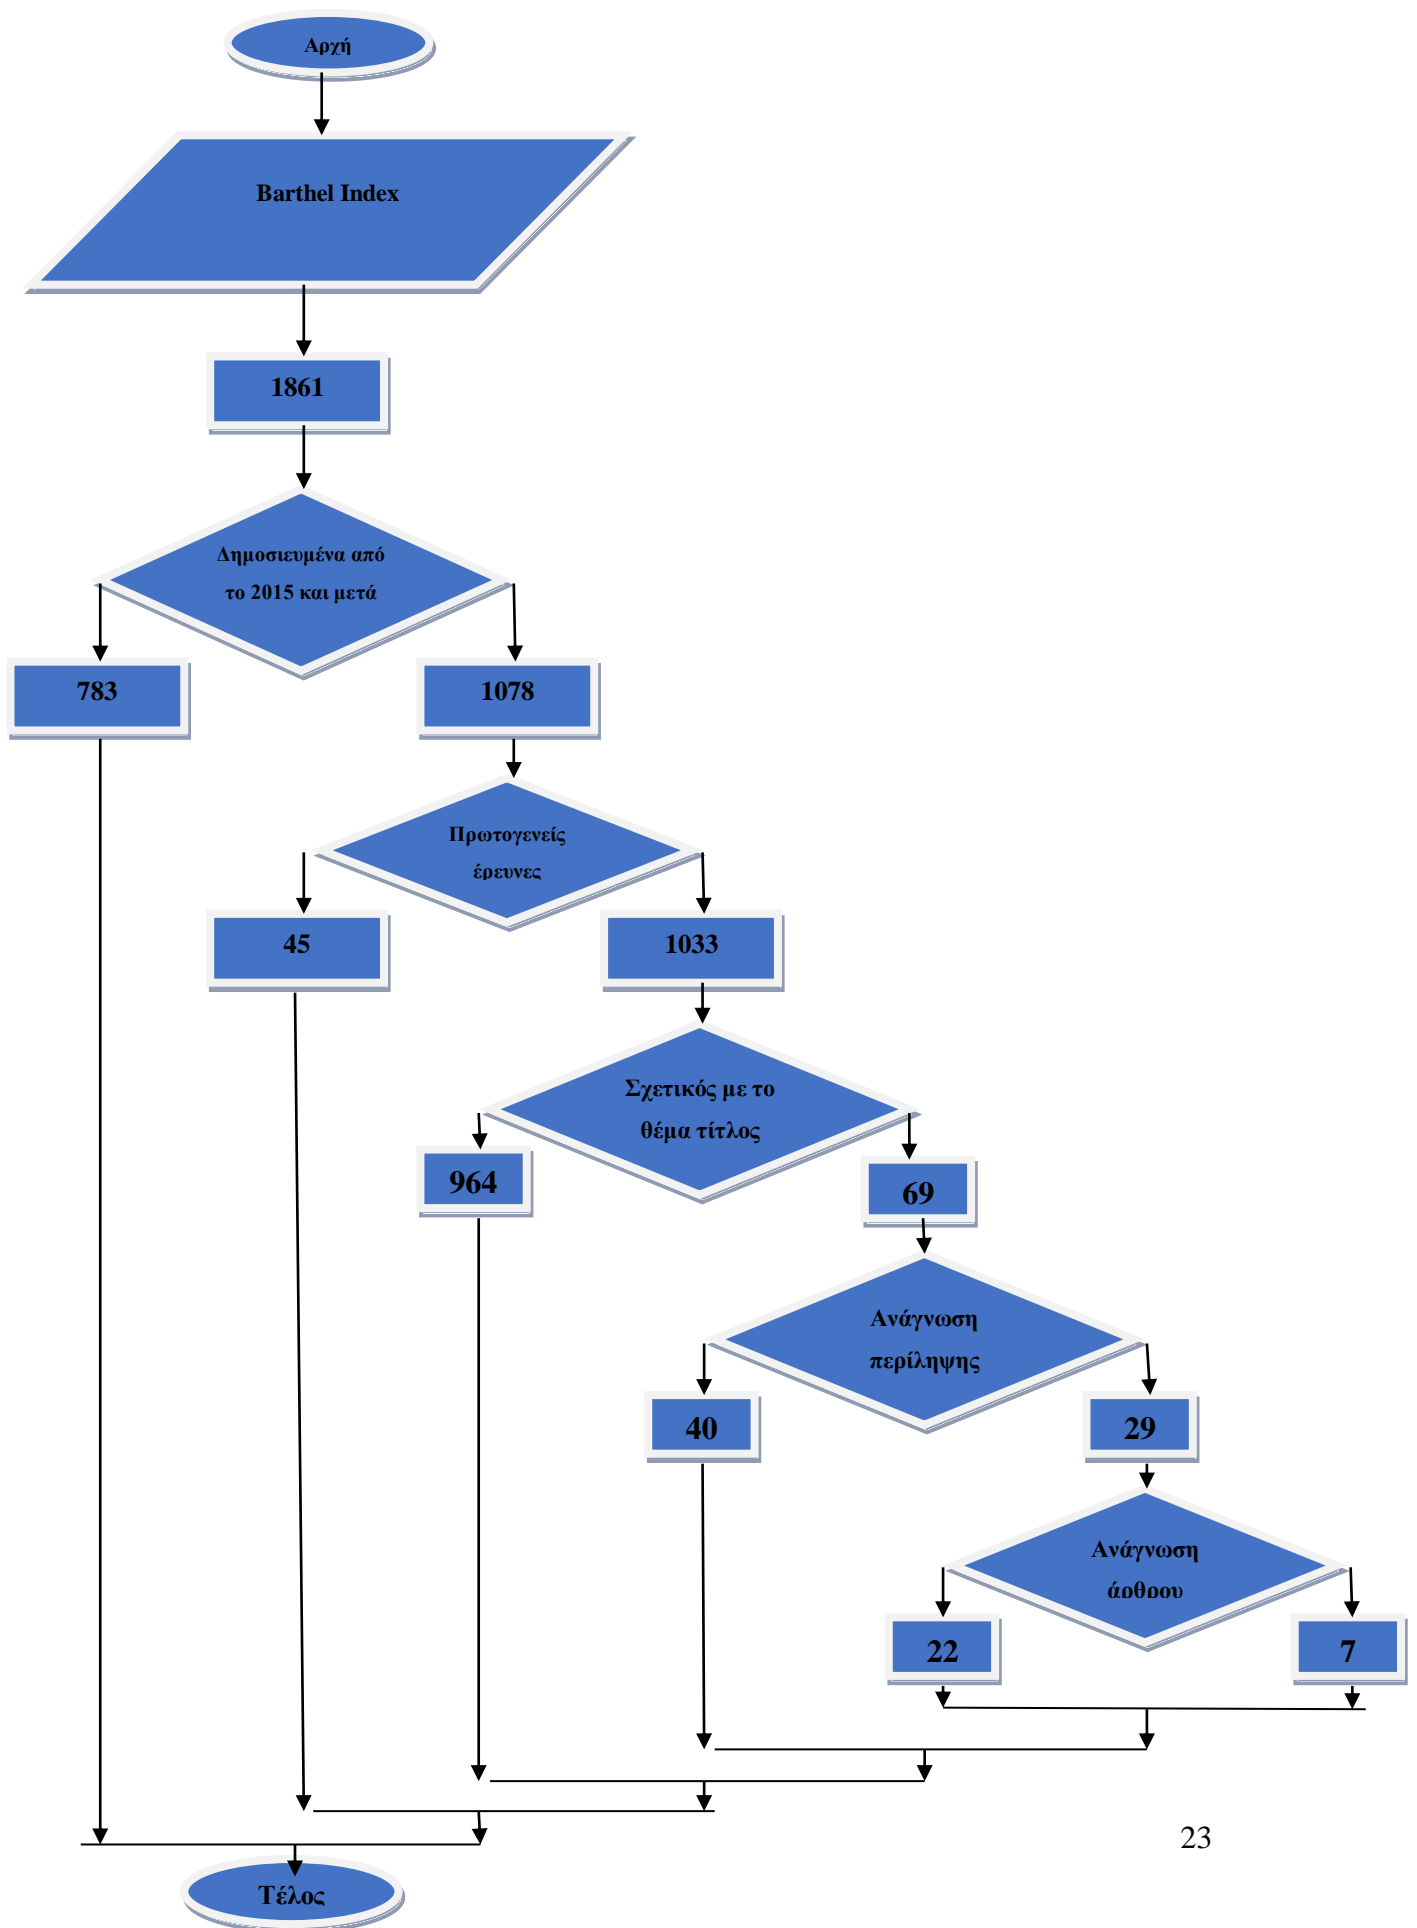 Αρχή
Barthel Index
1861
Δημοσιευμένα από
το 2015 και μετά
783
1078
Πρωτογενείς
έρευνες
45
1033
Σχετικός με το
θέμα τίτλος
964
69
Ανάγνωση
περίληψης
40
29
Ανάγνωση
άρθρου
22
7
23
Τέλος